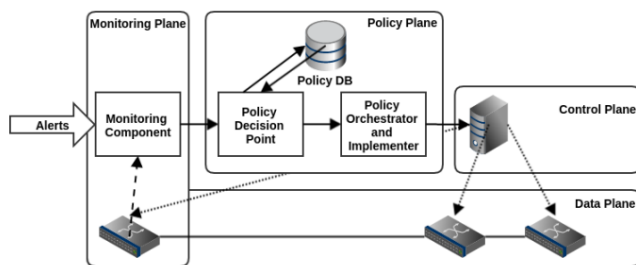 Monitoring Plane
Policy Plane
Policy DB
Alerts
Monitoring
Component
Policy
Decision
Point
Policy
Orchestrator
and
Implementer
Control Plane
Data Plane